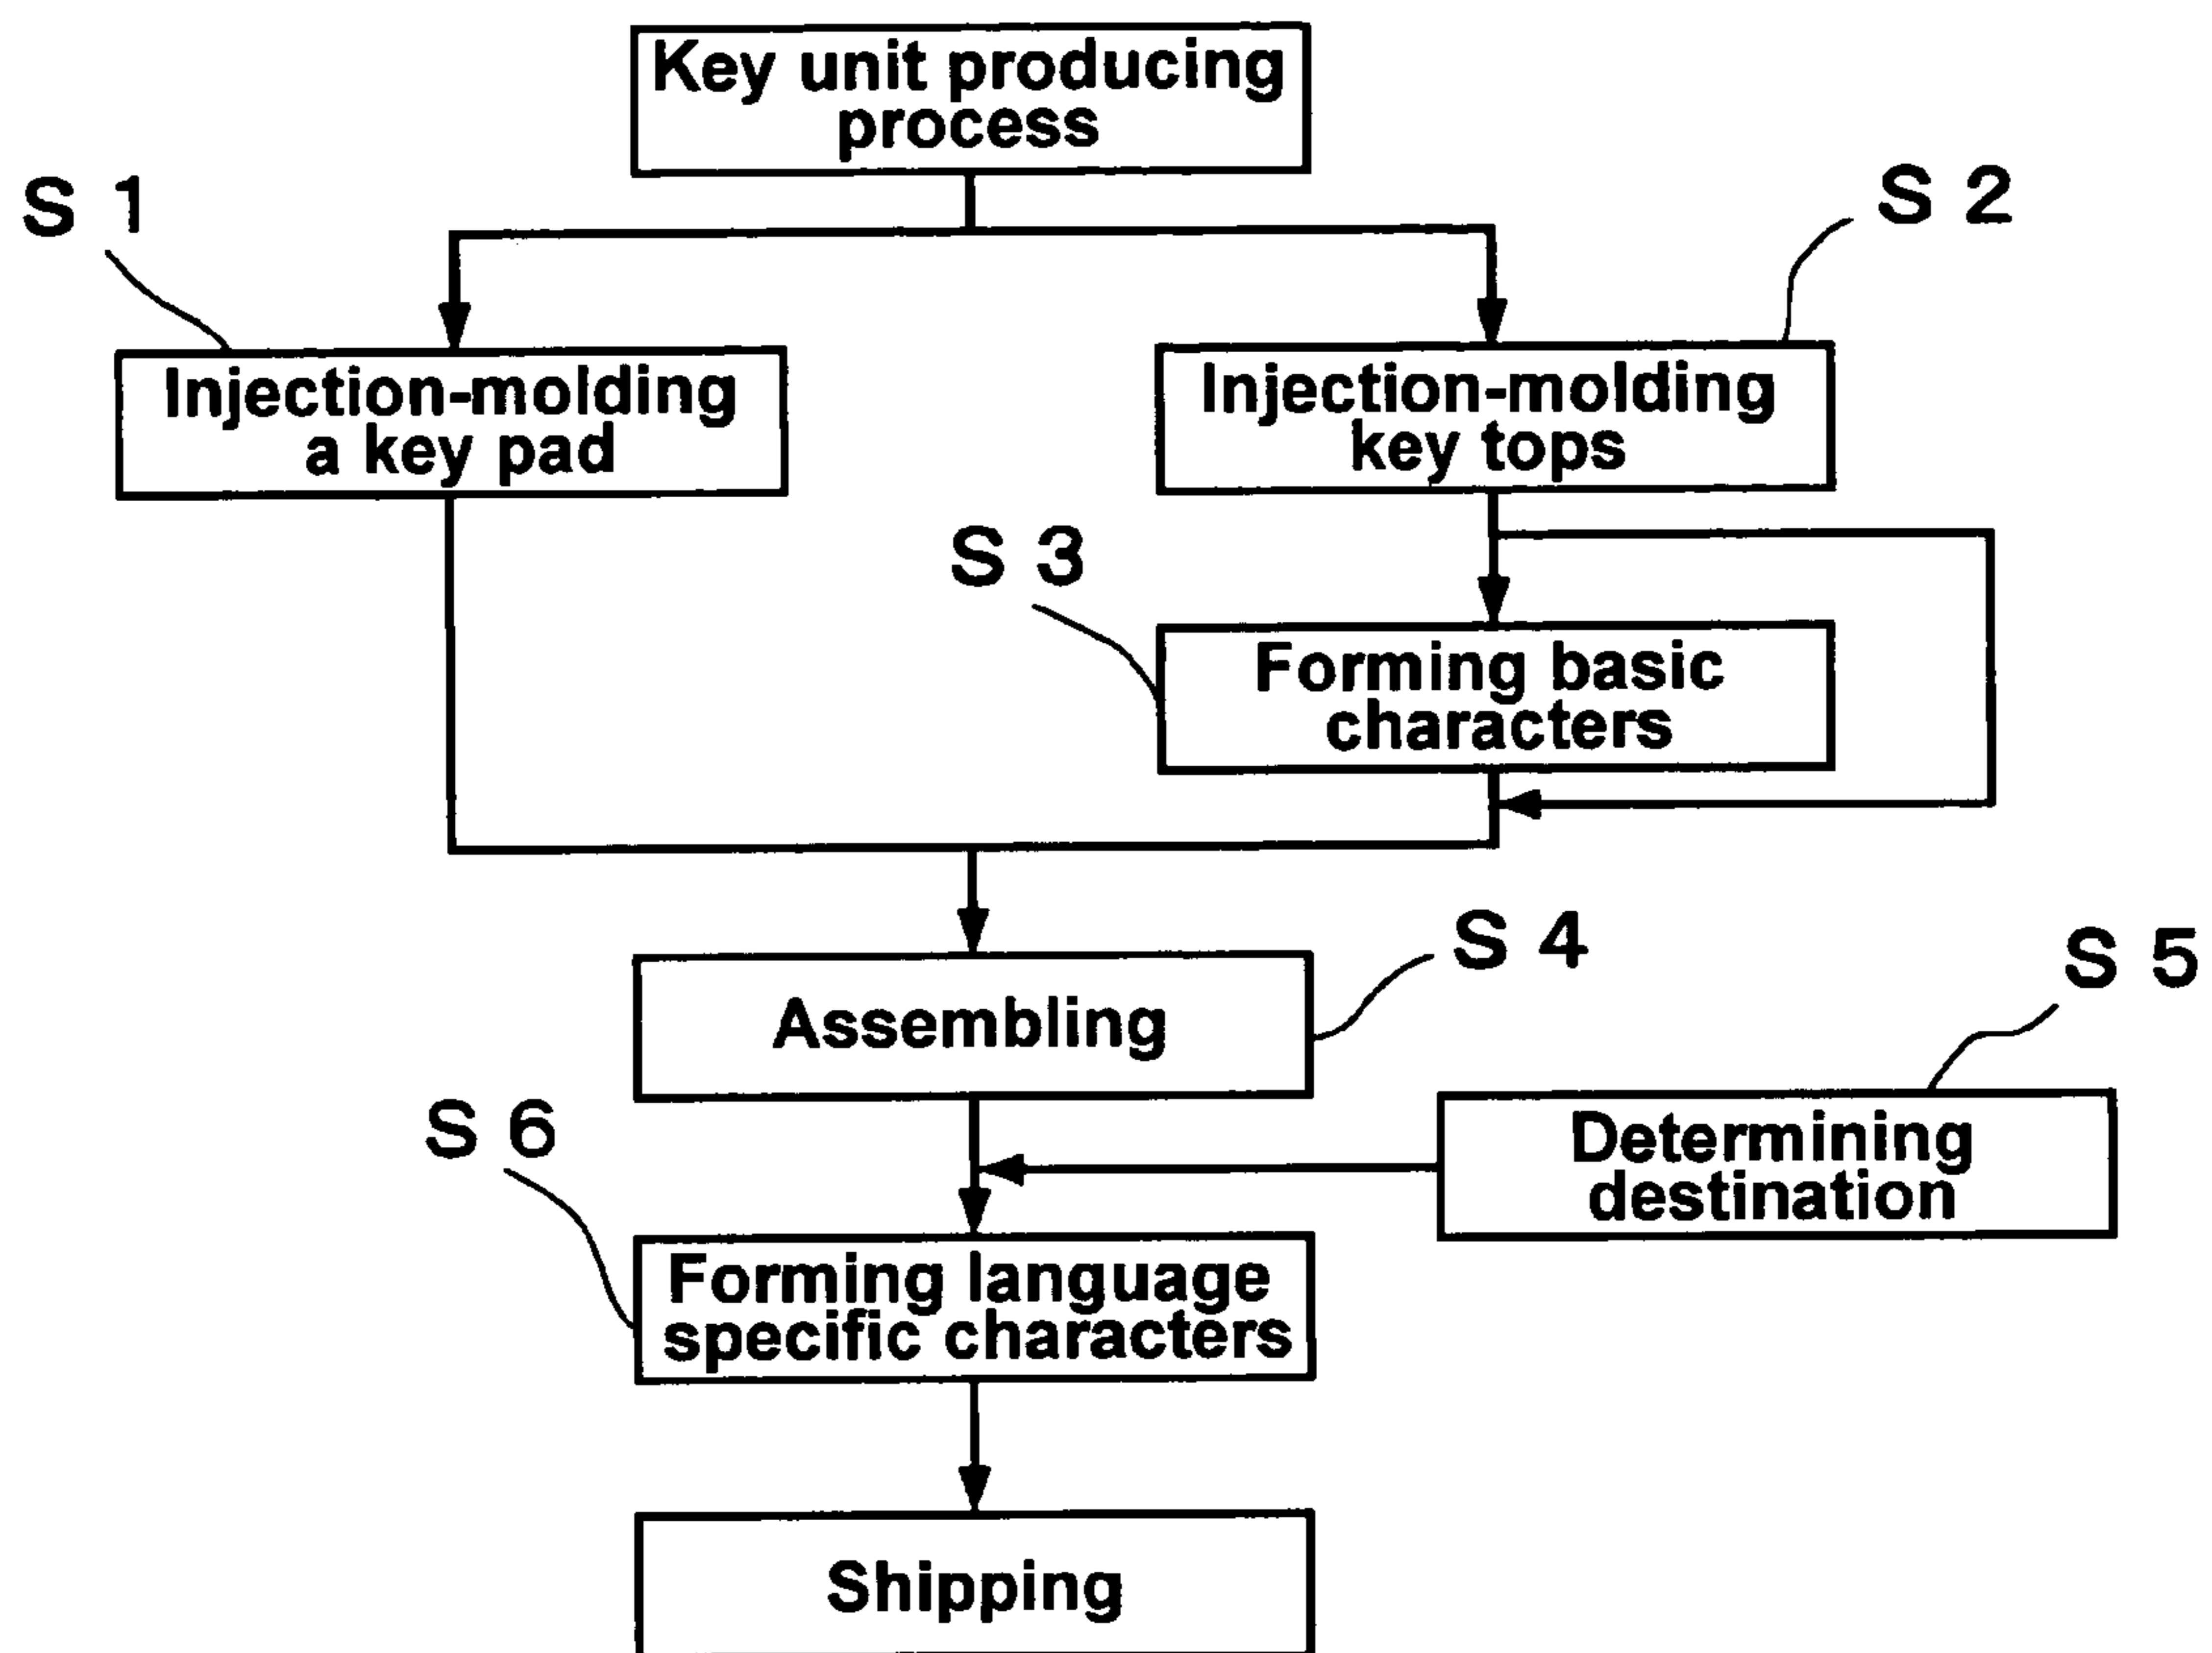 Key unit producing
process
S 1
S 2
Injection-molding
a key pad
Injection-molding
key tops
S 3
Forming basic
characters
S 4
Assembling
S 5
Determining
destination
S 6
Forming language
specific characters
Shipping